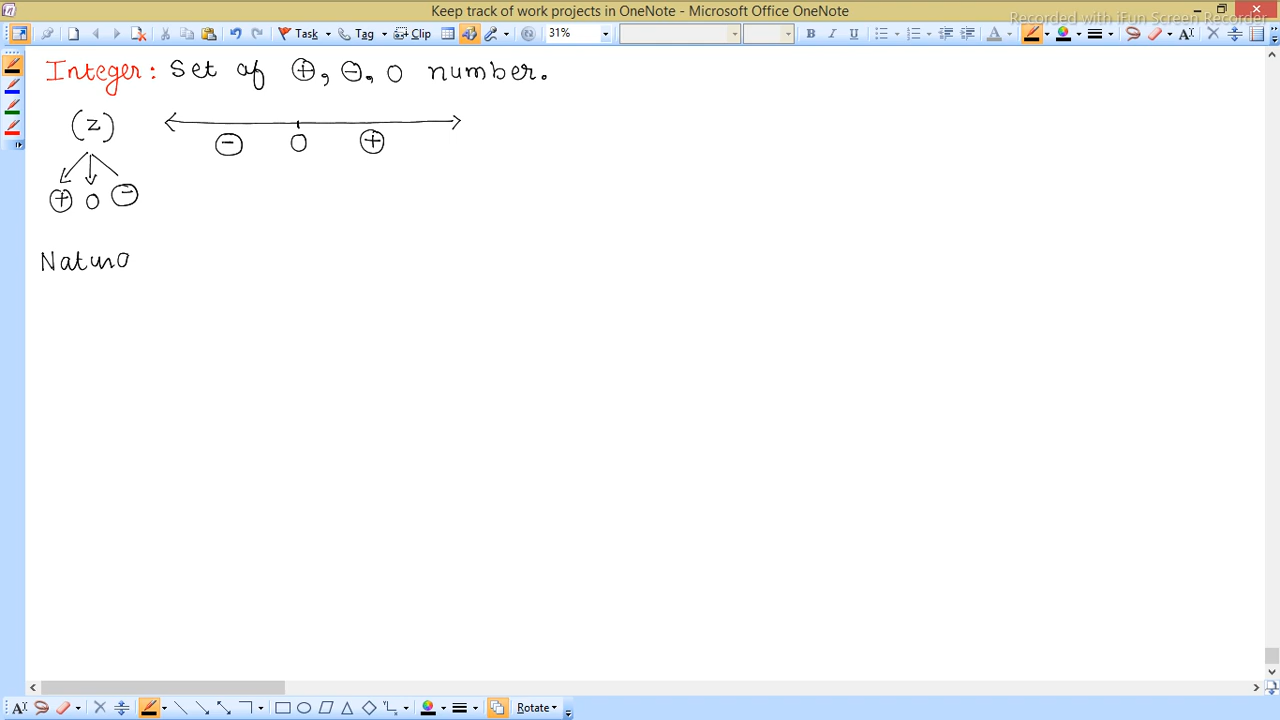 Keep track of work projects in OneNote - Microsoft Office OneNote
Recorded with iFun Screen Recorder
Task Tag Clip 31% B I U A
Integer: Set of ⊕, ⊖, 0 number.
(Z)
⊖ 0 ⊕
⊕ 0 ⊖
Natura
Rotate